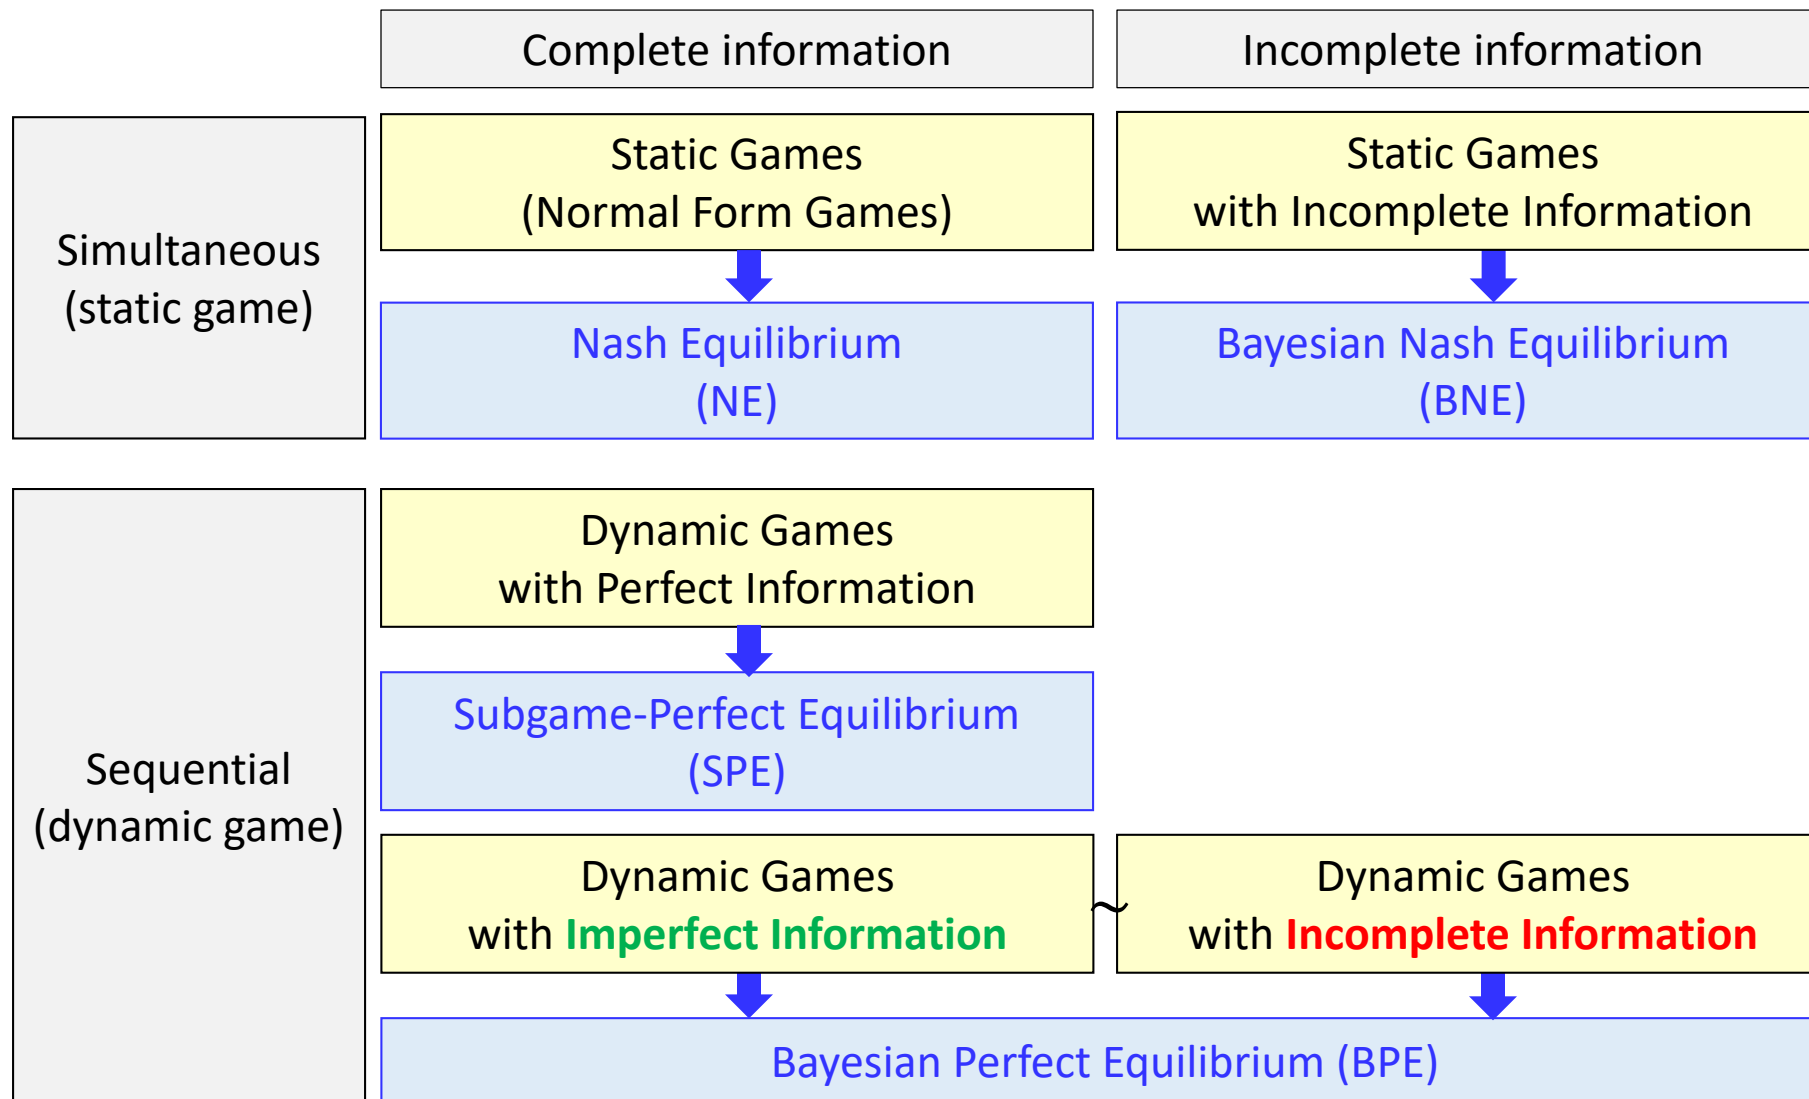 Complete information
Incomplete information
Simultaneous
(static game)
Static Games
(Normal Form Games)
Static Games
with Incomplete Information
Nash Equilibrium
(NE)
Bayesian Nash Equilibrium
(BNE)
Sequential
(dynamic game)
Dynamic Games
with Perfect Information
Subgame-Perfect Equilibrium
(SPE)
Dynamic Games
with Imperfect Information
~
Dynamic Games
with Incomplete Information
Bayesian Perfect Equilibrium (BPE)